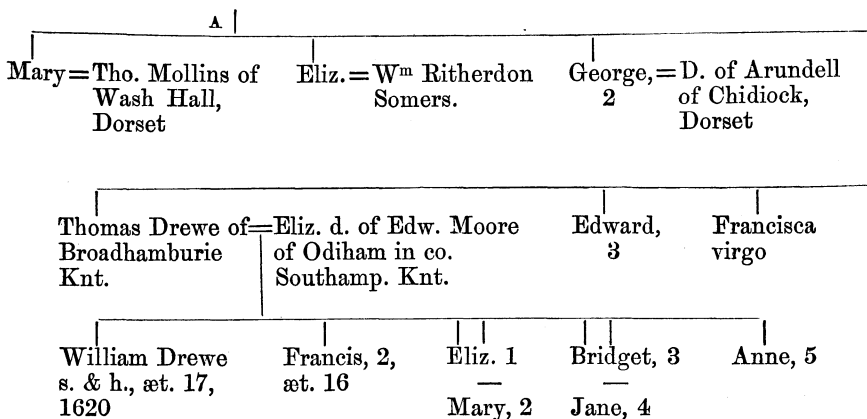 A
Mary = Tho. Mollins of
Wash Hall,
Dorset
Eliz. = Wᵐ Ritherdon
Somers.
George, = D. of Arundell
2 of Chidiock,
Dorset
Thomas Drewe of = Eliz. d. of Edw. Moore
Broadhamburie of Odiham in co.
Knt. Southamp. Knt.
Edward,
3
Francisca
virgo
William Drewe
s. & h., æt. 17,
1620
Francis, 2,
æt. 16
Eliz. 1
—
Mary, 2
Bridget, 3
—
Jane, 4
Anne, 5